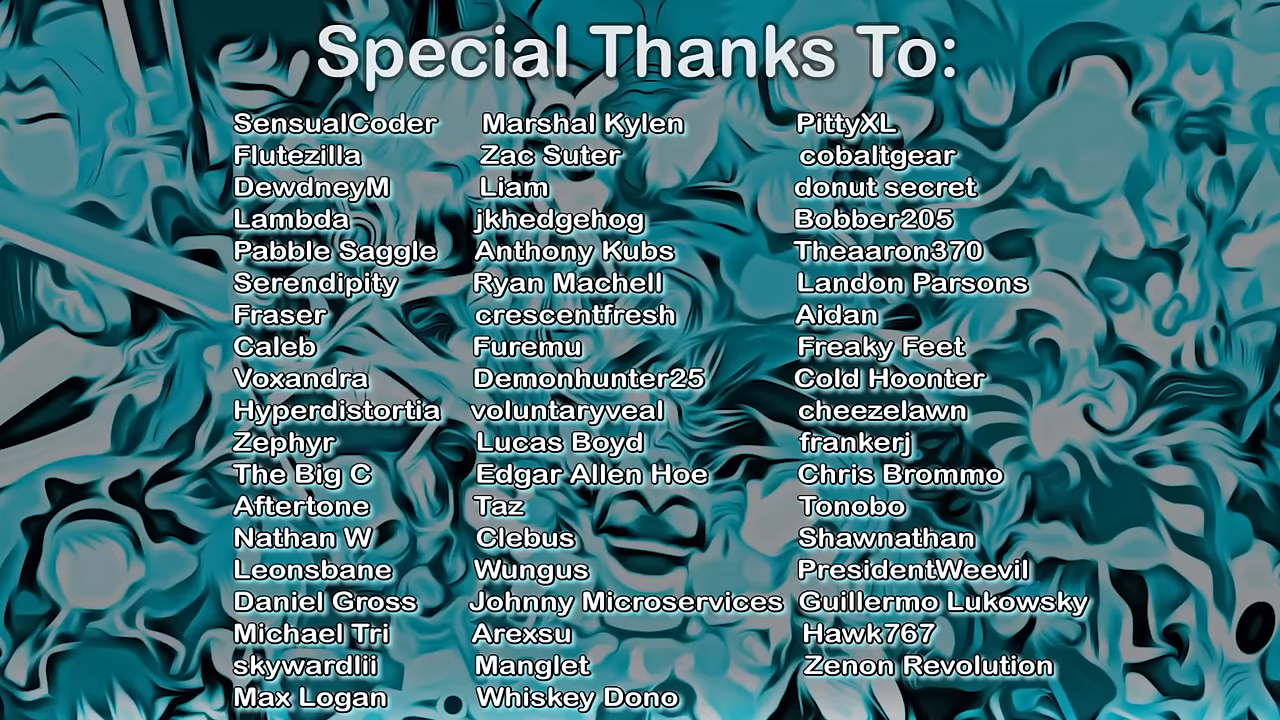 Special Thanks To:
SensualCoder
Flutezilla
DewdneyM
Lambda
Pabble Saggle
Serendipity
Fraser
Caleb
Voxandra
Hyperdistortia
Zephyr
The Big C
Aftertone
Nathan W
Leonsbane
Daniel Gross
Michael Tri
skywardlii
Max Logan
Marshal Kylen
Zac Suter
Liam
jkhedgehog
Anthony Kubs
Ryan Machell
crescentfresh
Furemu
Demonhunter25
voluntaryveal
Lucas Boyd
Edgar Allen Hoe
Taz
Clebus
Wungus
Johnny Microservices
Arexsu
Manglet
Whiskey Dono
PittyXL
cobaltgear
donut secret
Bobber205
Theaaron370
Landon Parsons
Aidan
Freaky Feet
Cold Hoonter
cheezelawn
frankerj
Chris Brommo
Tonobo
Shawnathan
PresidentWeevil
Guillermo Lukowsky
Hawk767
Zenon Revolution